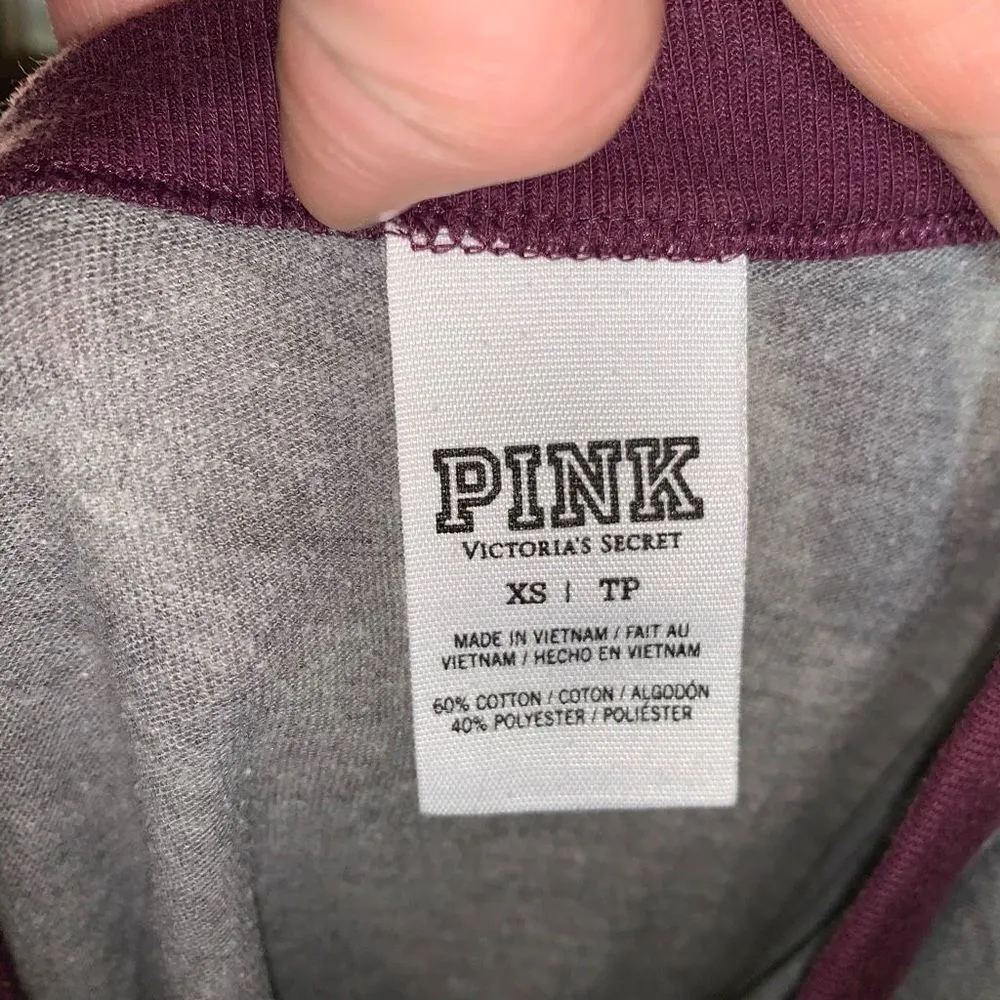 PINK
VICTORIA'S SECRET
XS | TP
MADE IN VIETNAM / FAIT AU
VIETNAM / HECHO EN VIETNAM
60% COTTON / COTON / ALGODÓN
40% POLYESTER / POLIÉSTER